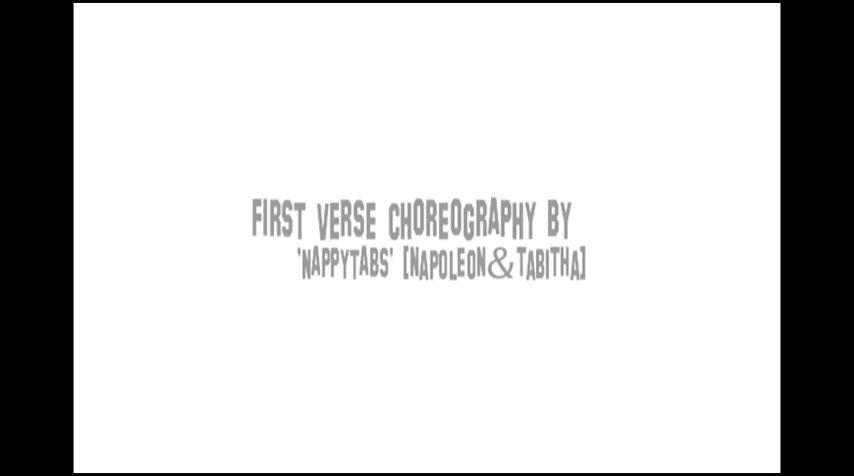 FIRST VERSE CHOREOGRAPHY BY
'NAPPYTABS' [NAPOLEON&TABITHA]